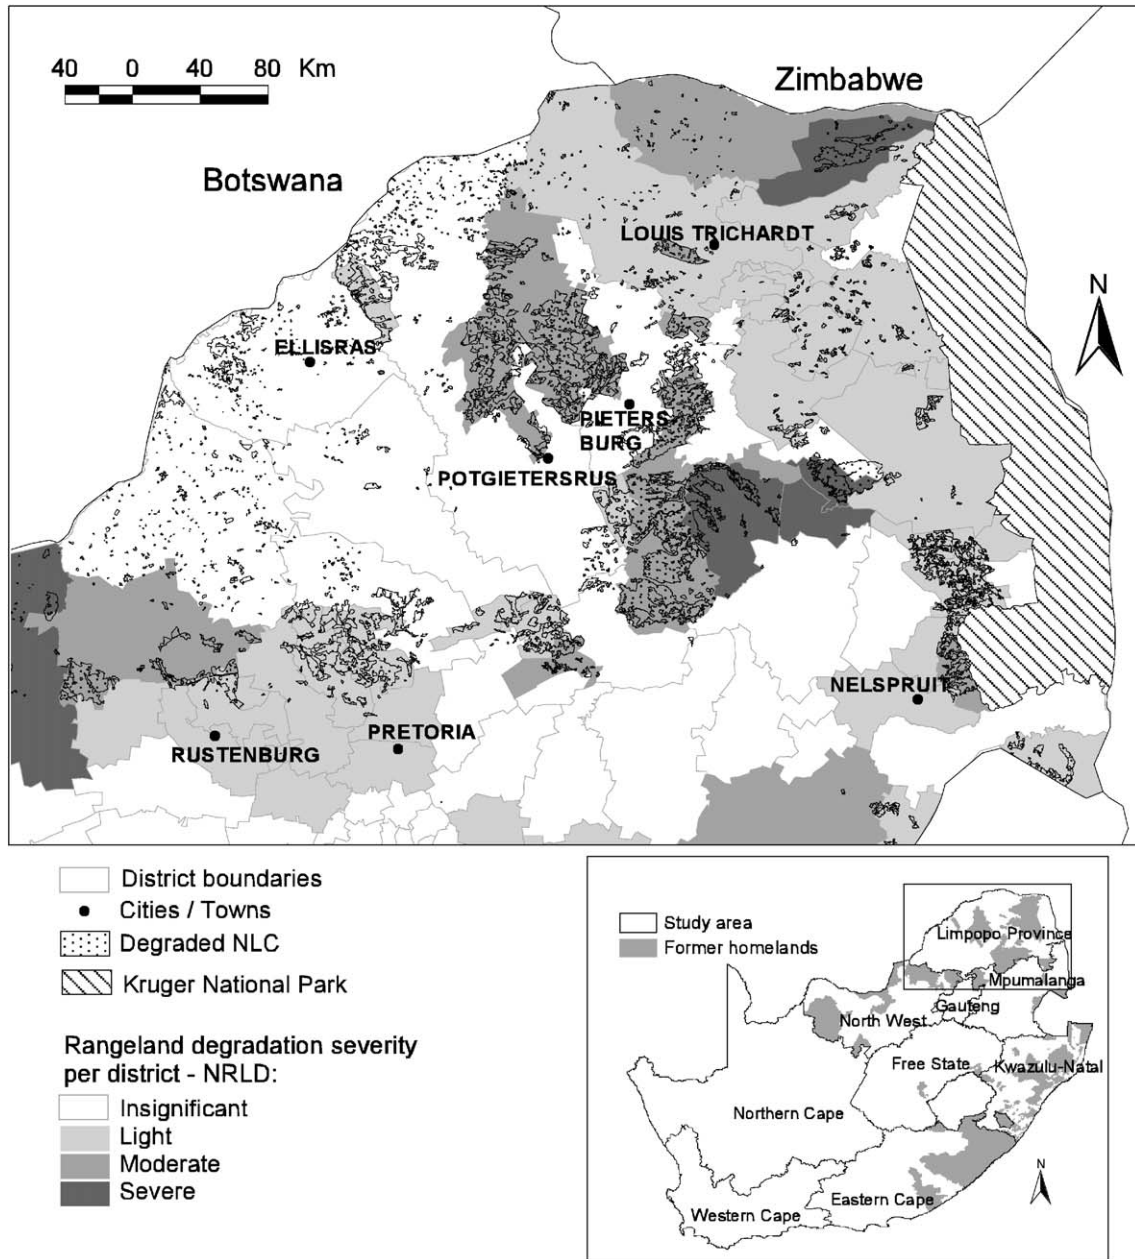 40 0 40 80 Km
Zimbabwe
Botswana
LOUIS TRICHARDT
N
ELLISRAS
PIETERS
BURG
POTGIETERSRUS
NELSPRUIT
PRETORIA
RUSTENBURG
District boundaries
Cities / Towns
Degraded NLC
Kruger National Park
Rangeland degradation severity
per district - NRLD:
Insignificant
Light
Moderate
Severe
Study area
Former homelands
Limpopo Province
Mpumalanga
Gauteng
North West
Free State
Kwazulu-Natal
Northern Cape
N
Eastern Cape
Western Cape